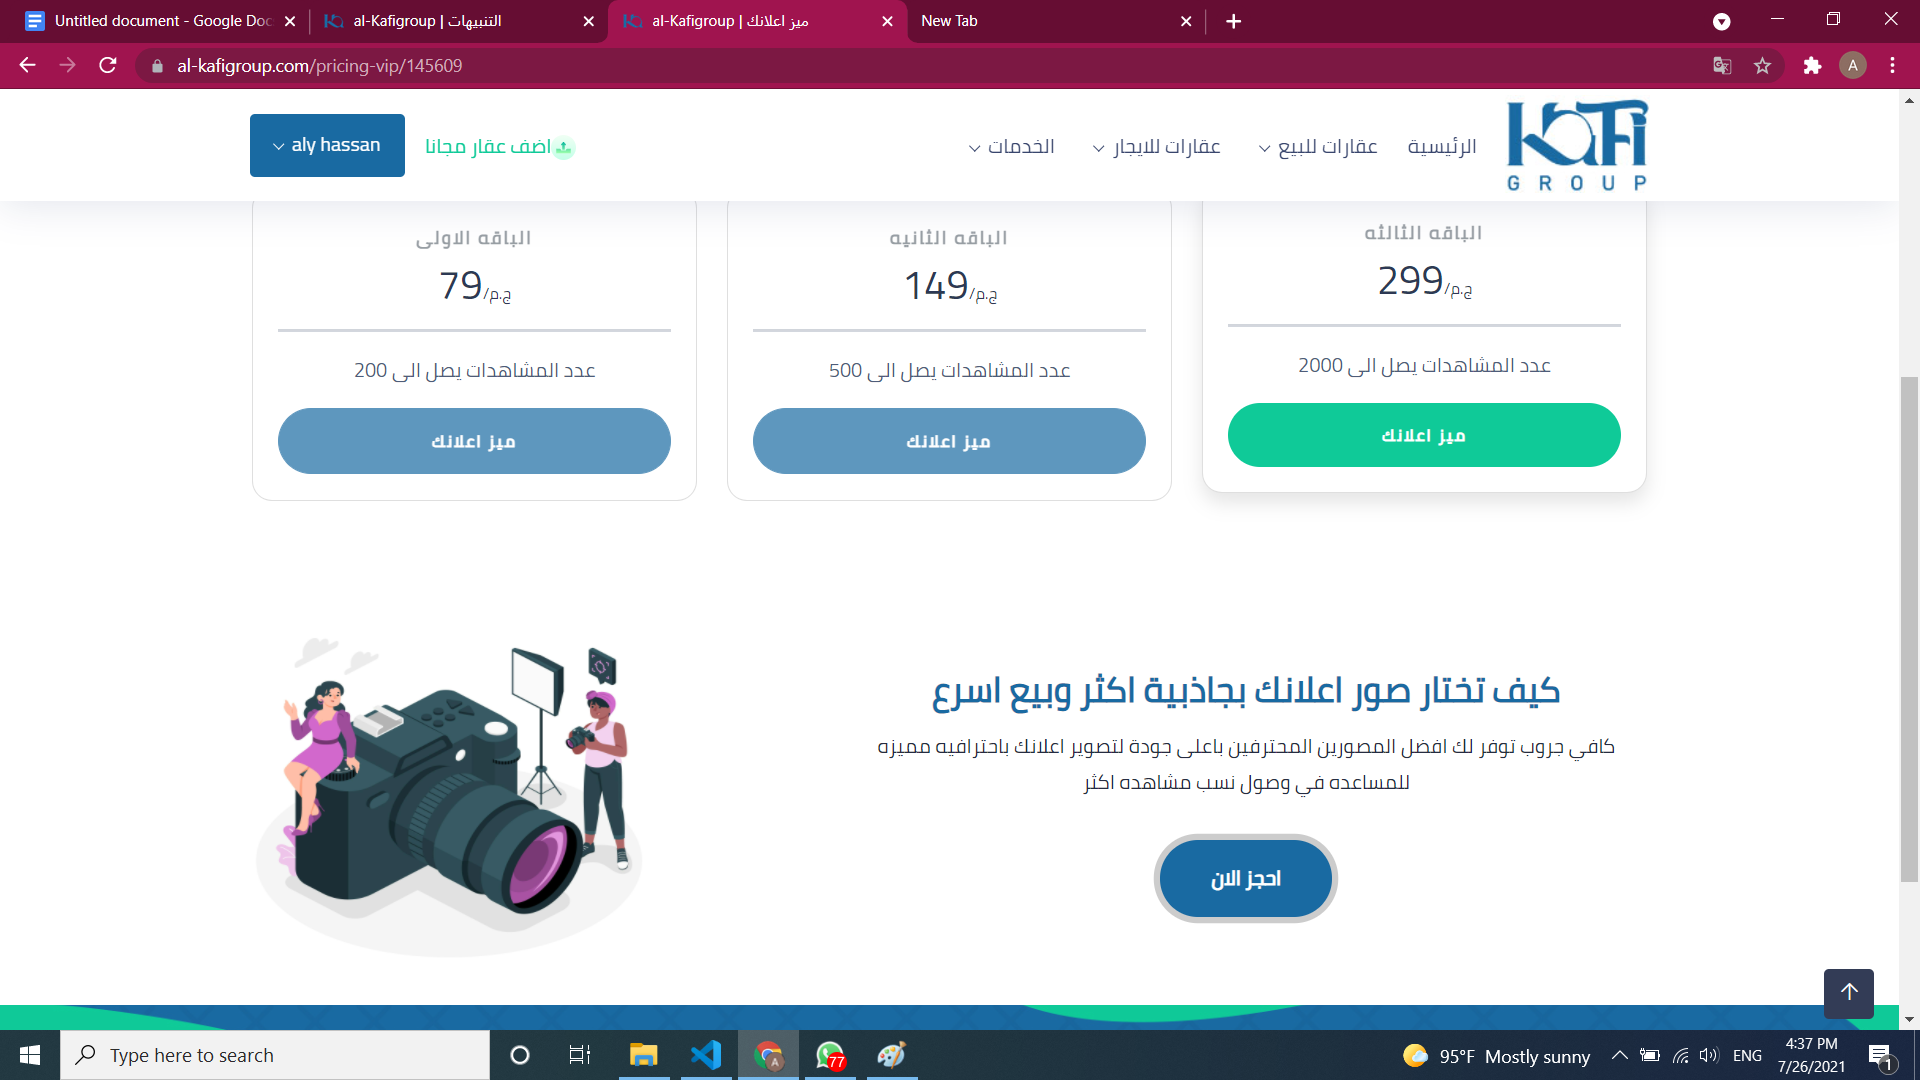 Untitled document - Google Doc
al-Kafigroup | التنبيهات
al-Kafigroup | ميز اعلانك
New Tab
al-kafigroup.com/pricing-vip/145609
A
KaFi
GROUP
الرئيسية
عقارات للبيع
عقارات للايجار
الخدمات
اضف عقار مجانا
aly hassan
الباقه الثالثه
299/ج.م
عدد المشاهدات يصل الى 2000
ميز اعلانك
الباقه الثانيه
149/ج.م
عدد المشاهدات يصل الى 500
ميز اعلانك
الباقه الاولى
79/ج.م
عدد المشاهدات يصل الى 200
ميز اعلانك
كيف تختار صور اعلانك بجاذبية اكثر وبيع اسرع
كافي جروب توفر لك افضل المصورين المحترفين باعلى جودة لتصوير اعلانك باحترافيه مميزه
للمساعده في وصول نسب مشاهده اكثر
احجز الان
Type here to search
A
77
95°F Mostly sunny
ENG
4:37 PM
7/26/2021
1